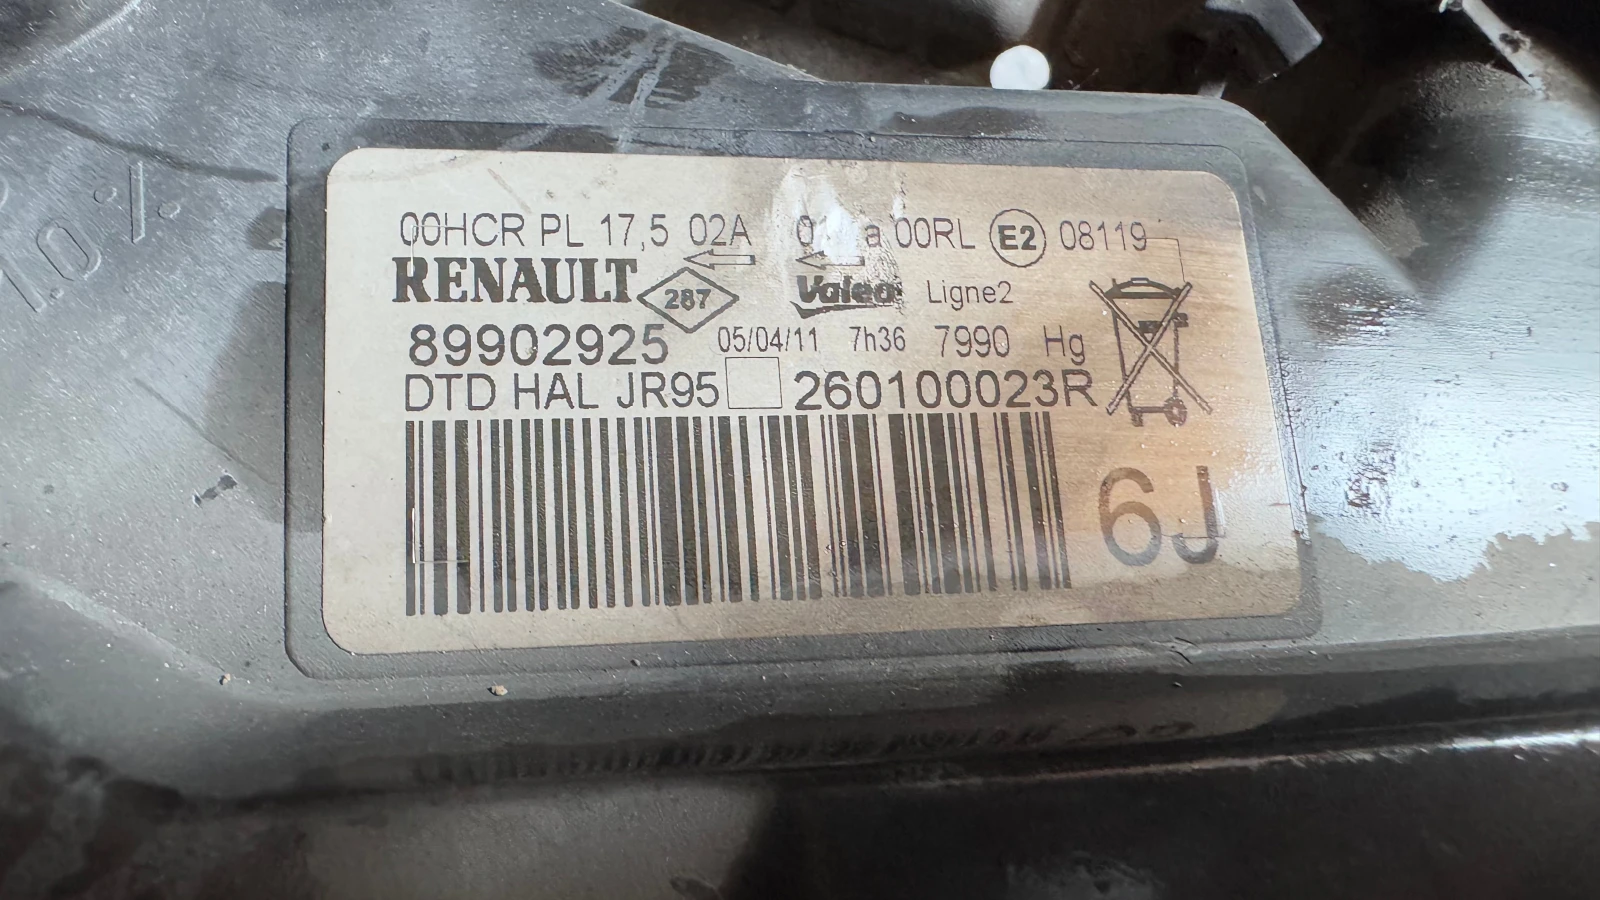 00HCR PL 17,5 02A 00RL E2 08119
RENAULT 287 Valeo Ligne2
89902925 05/04/11 7h36 7990 Hg
DTD HAL JR95 260100023R
6J